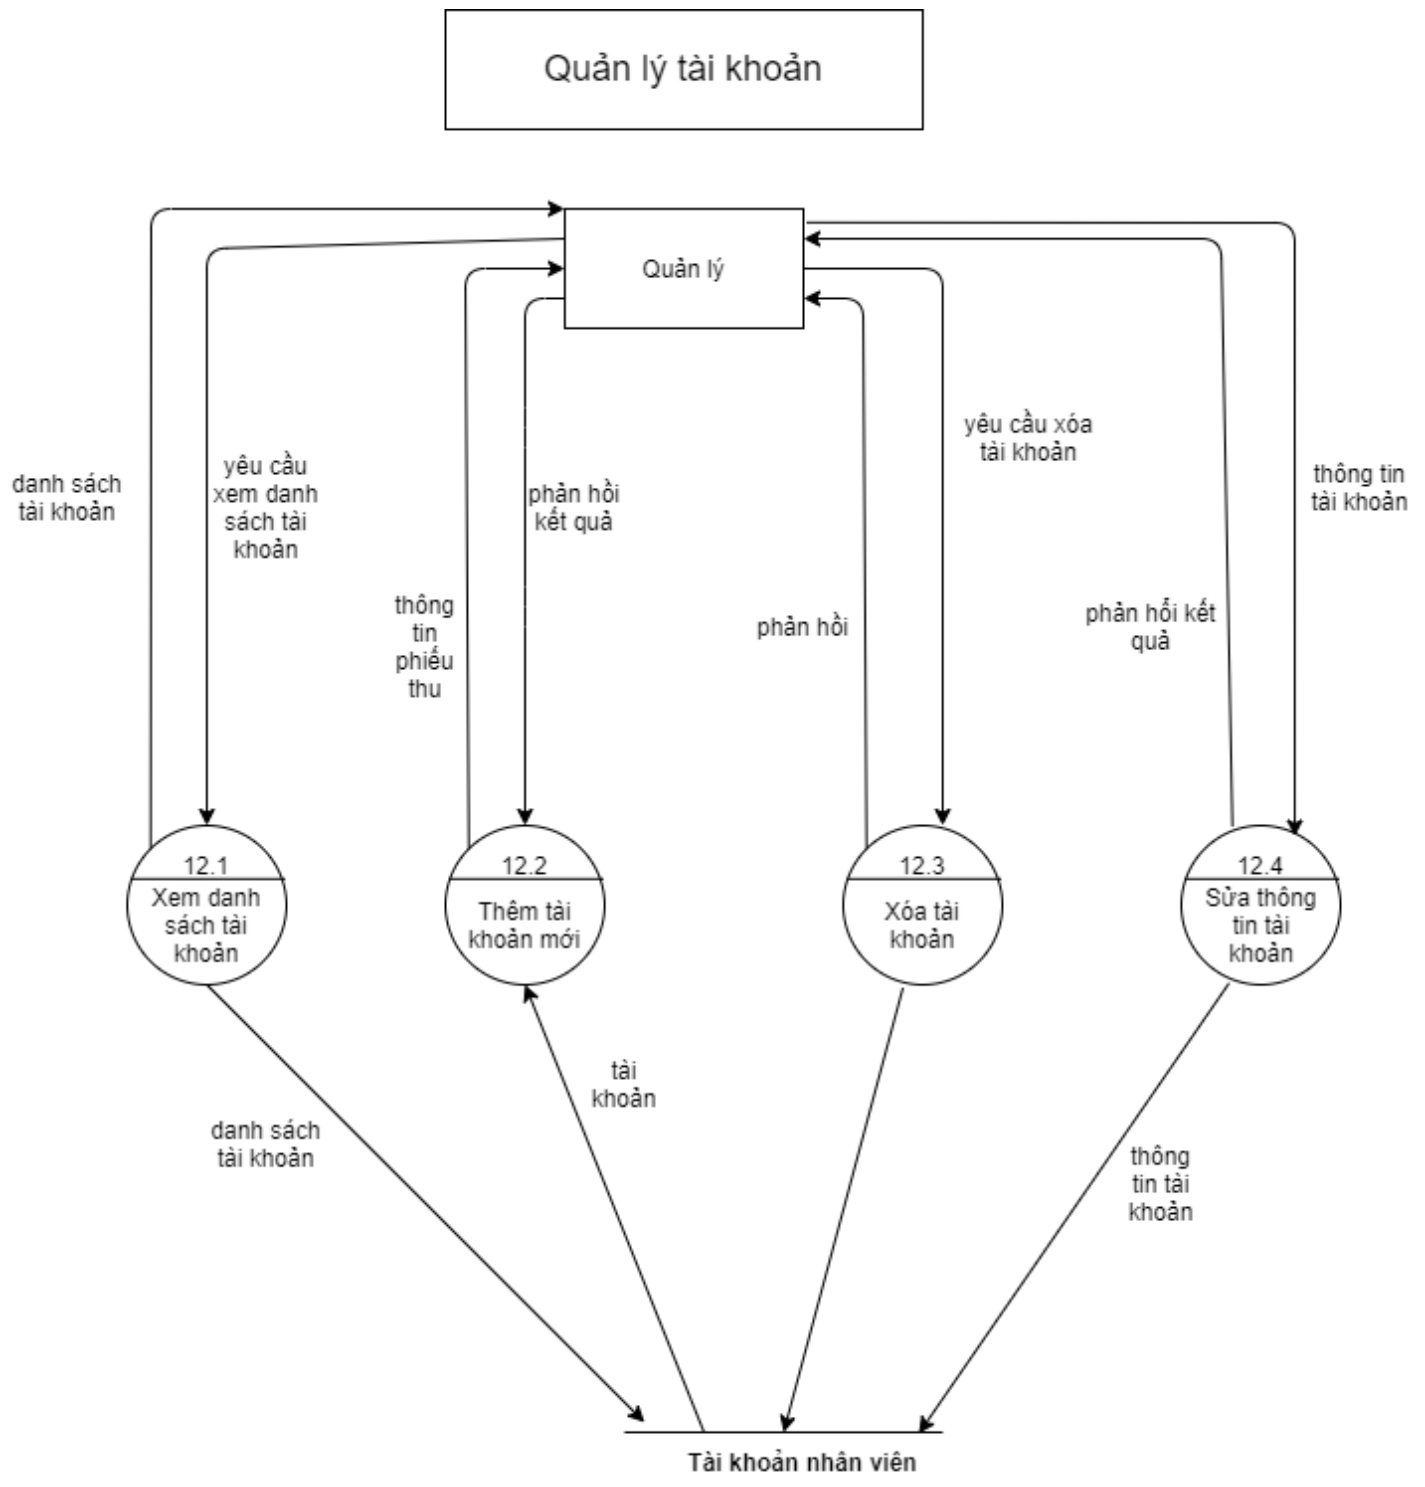 Quản lý tài khoản
Quản lý
danh sách
tài khoản
yêu cầu
xem danh
sách tài
khoản
phản hồi
kết quả
thông
tin
phiếu
thu
yêu cầu xóa
tài khoản
phản hồi
phản hổi kết
quả
thông tin
tài khoản
12.1
Xem danh
sách tài
khoản
12.2
Thêm tài
khoản mới
12.3
Xóa tài
khoản
12.4
Sửa thông
tin tài
khoản
danh sách
tài khoản
tài
khoản
thông
tin tài
khoản
Tài khoản nhân viên